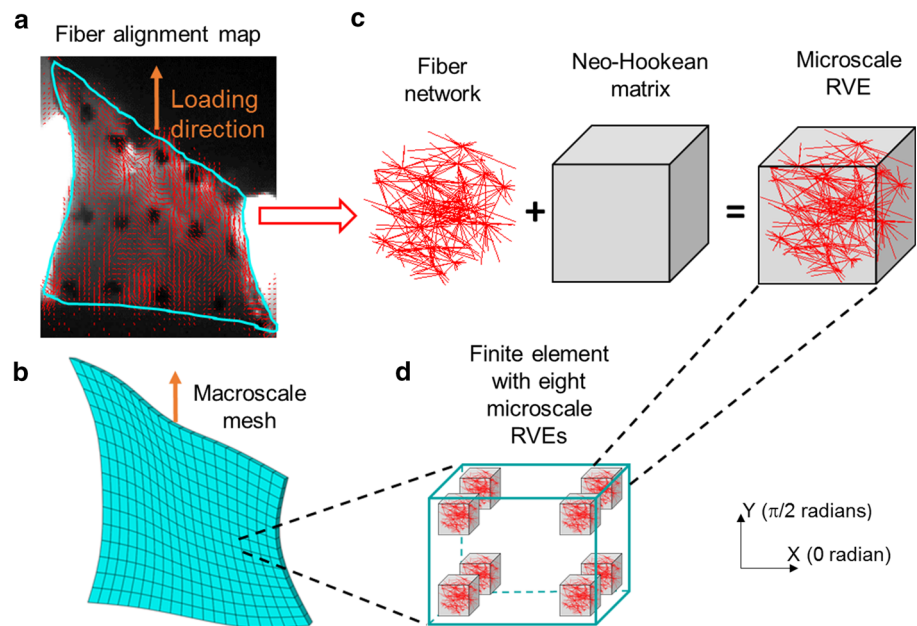 a
Fiber alignment map
Loading
direction
c
Fiber
network
+
Neo-Hookean
matrix
=
Microscale
RVE
b
Macroscale
mesh
d
Finite element
with eight
microscale
RVEs
Y (π/2 radians)
X (0 radian)